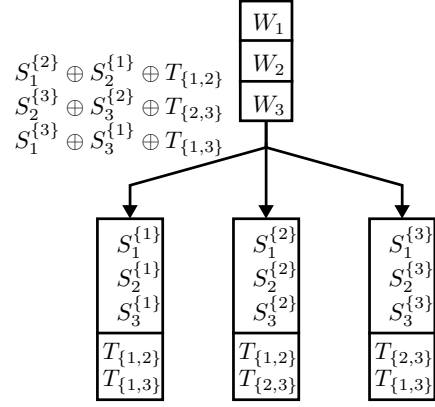 W_1
W_2
W_3
S_1^{\{2\}} ⊕ S_2^{\{1\}} ⊕ T_{\{1,2\}}
S_2^{\{3\}} ⊕ S_3^{\{2\}} ⊕ T_{\{2,3\}}
S_1^{\{3\}} ⊕ S_3^{\{1\}} ⊕ T_{\{1,3\}}
S_1^{\{1\}}
S_2^{\{1\}}
S_3^{\{1\}}
T_{\{1,2\}}
T_{\{1,3\}}
S_1^{\{2\}}
S_2^{\{2\}}
S_3^{\{2\}}
T_{\{1,2\}}
T_{\{2,3\}}
S_1^{\{3\}}
S_2^{\{3\}}
S_3^{\{3\}}
T_{\{2,3\}}
T_{\{1,3\}}